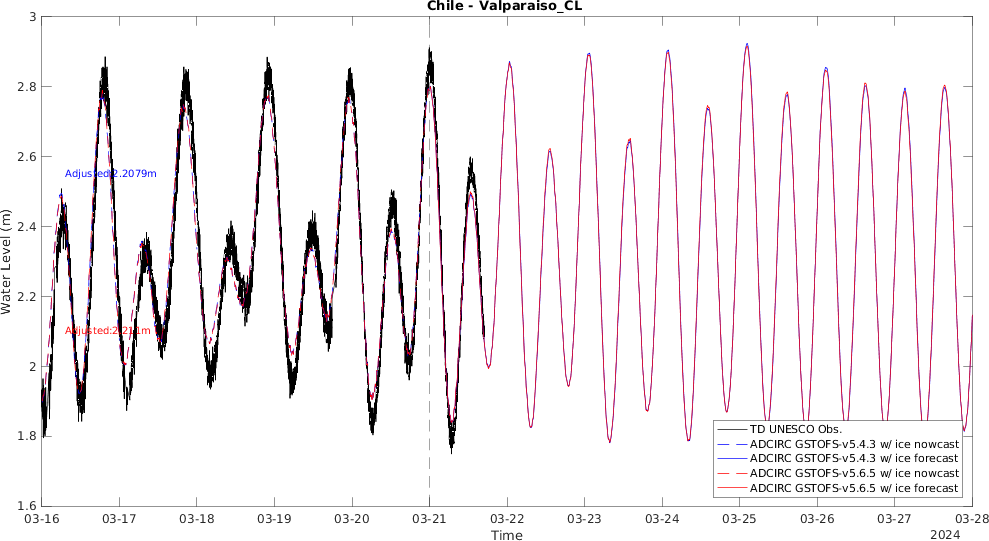 Chile - Valparaiso_CL
Water Level (m)
3
2.8
2.6
2.4
2.2
2
1.8
1.6
Adjusted:2.2079m
Adjusted:2.211m
TD UNESCO Obs.
ADCIRC GSTOFS-v5.4.3 w/ ice nowcast
ADCIRC GSTOFS-v5.4.3 w/ ice forecast
ADCIRC GSTOFS-v5.6.5 w/ ice nowcast
ADCIRC GSTOFS-v5.6.5 w/ ice forecast
03-16 03-17 03-18 03-19 03-20 03-21 03-22 03-23 03-24 03-25 03-26 03-27 03-28
Time
2024